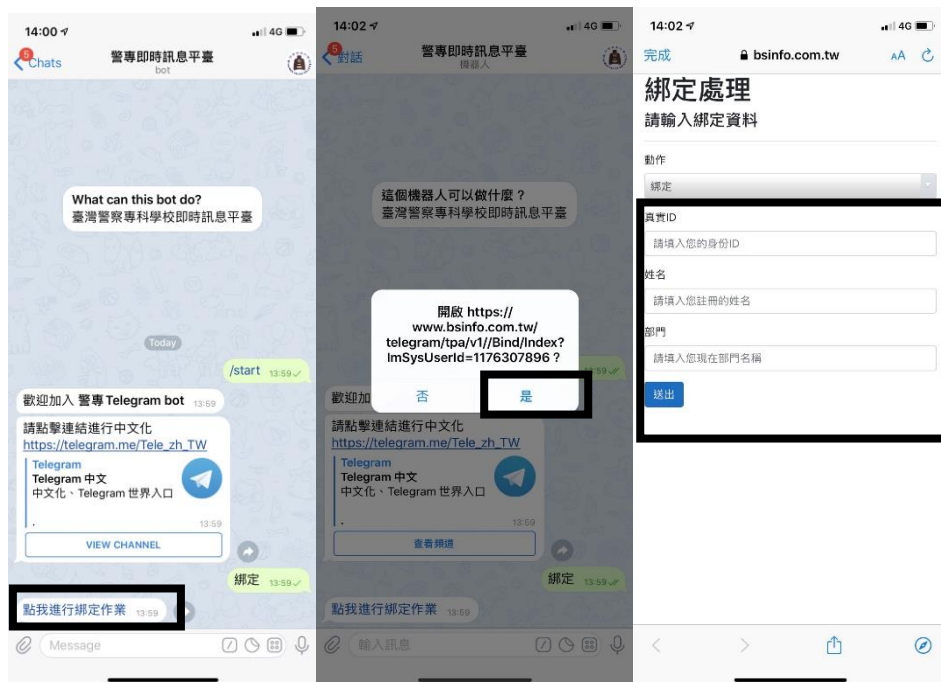 14:00
4G
5
Chats
警專即時訊息平臺
bot
What can this bot do?
臺灣警察專科學校即時訊息平臺
Today
/start 13:59
歡迎加入 警專 Telegram bot 13:59
請點擊連結進行中文化
https://telegram.me/Tele_zh_TW
Telegram
Telegram 中文
中文化、Telegram 世界入口
.
13:59
VIEW CHANNEL
綁定 13:59
點我進行綁定作業 13:59
Message
14:02
4G
5
對話
警專即時訊息平臺
機器人
這個機器人可以做什麼？
臺灣警察專科學校即時訊息平臺
開啟 https://
www.bsinfo.com.tw/
telegram/tpa/v1//Bind/Index?
ImSysUserId=1176307896？
否
是
13:59
歡迎加
請點擊連結進行中文化
https://telegram.me/Tele_zh_TW
Telegram
Telegram 中文
中文化、Telegram 世界入口
.
13:59
查看頻道
綁定 13:59
點我進行綁定作業 13:59
輸入訊息
14:02
4G
完成
bsinfo.com.tw
AA
綁定處理
請輸入綁定資料
動作
綁定
真實ID
請填入您的身份ID
姓名
請填入您註冊的姓名
部門
請填入您現在部門名稱
送出